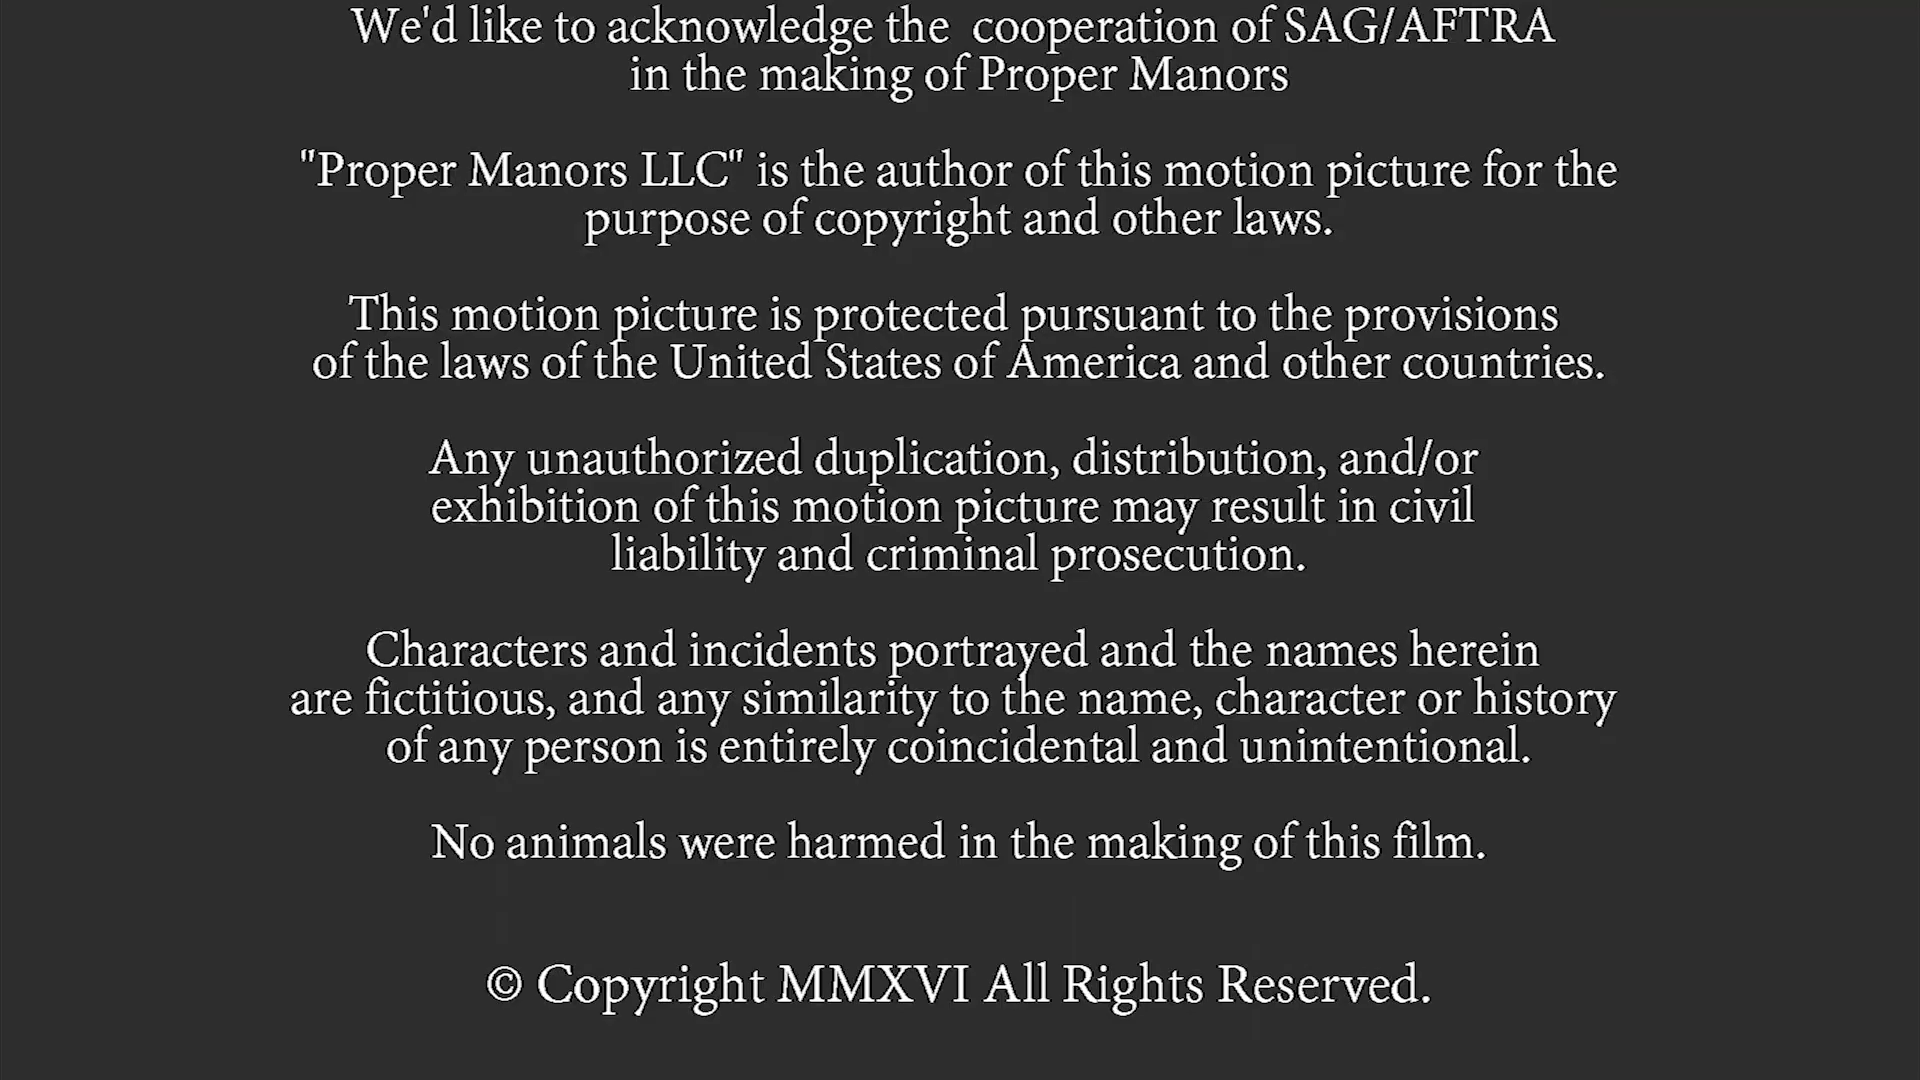 We'd like to acknowledge the  cooperation of SAG/AFTRA
in the making of Proper Manors
"Proper Manors LLC" is the author of this motion picture for the
purpose of copyright and other laws.
This motion picture is protected pursuant to the provisions
of the laws of the United States of America and other countries.
Any unauthorized duplication, distribution, and/or
exhibition of this motion picture may result in civil
liability and criminal prosecution.
Characters and incidents portrayed and the names herein
are fictitious, and any similarity to the name, character or history
of any person is entirely coincidental and unintentional.
No animals were harmed in the making of this film.
© Copyright MMXVI All Rights Reserved.